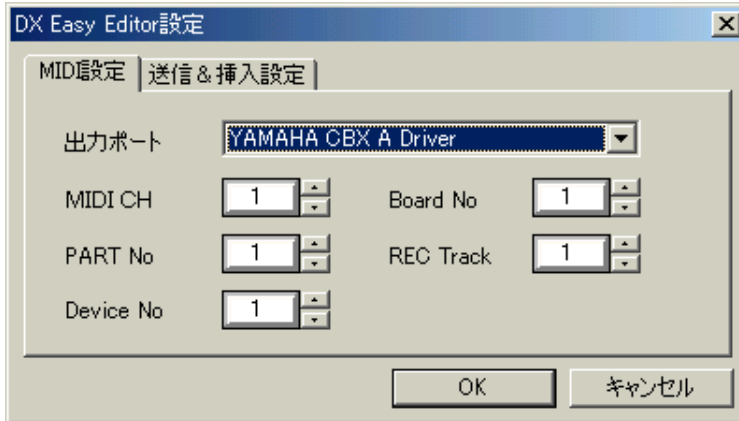 DX Easy Editor設定
MIDI設定 送信&挿入設定
出力ポート YAMAHA CBX A Driver
MIDI CH 1 Board No 1
PART No 1 REC Track 1
Device No 1
OK キャンセル